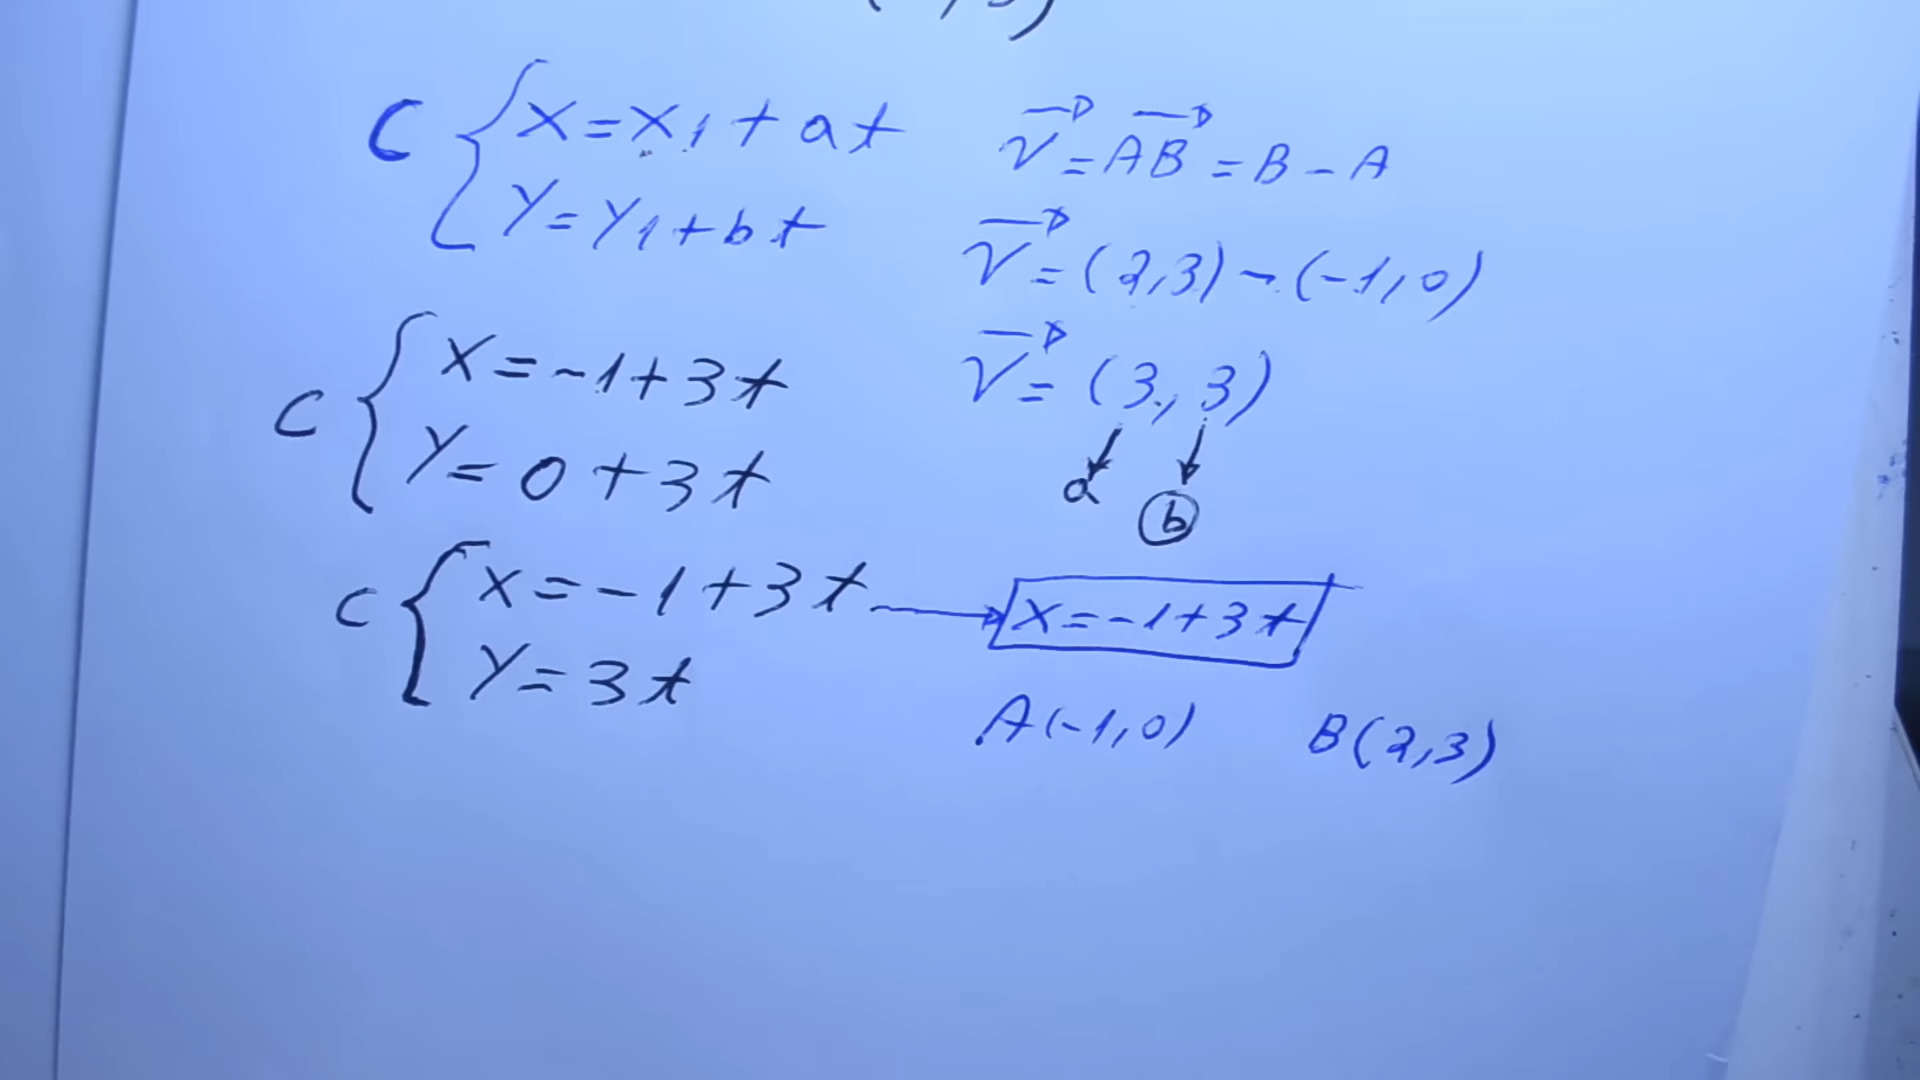 C { x = x1 + at
y = y1 + bt
v = AB = B - A
v = (2,3) - (-1,0)
v = (3, 3)
a b
C { x = -1 + 3t
y = 0 + 3t
C { x = -1 + 3t → x = -1 + 3t
y = 3t
A(-1,0) B(2,3)